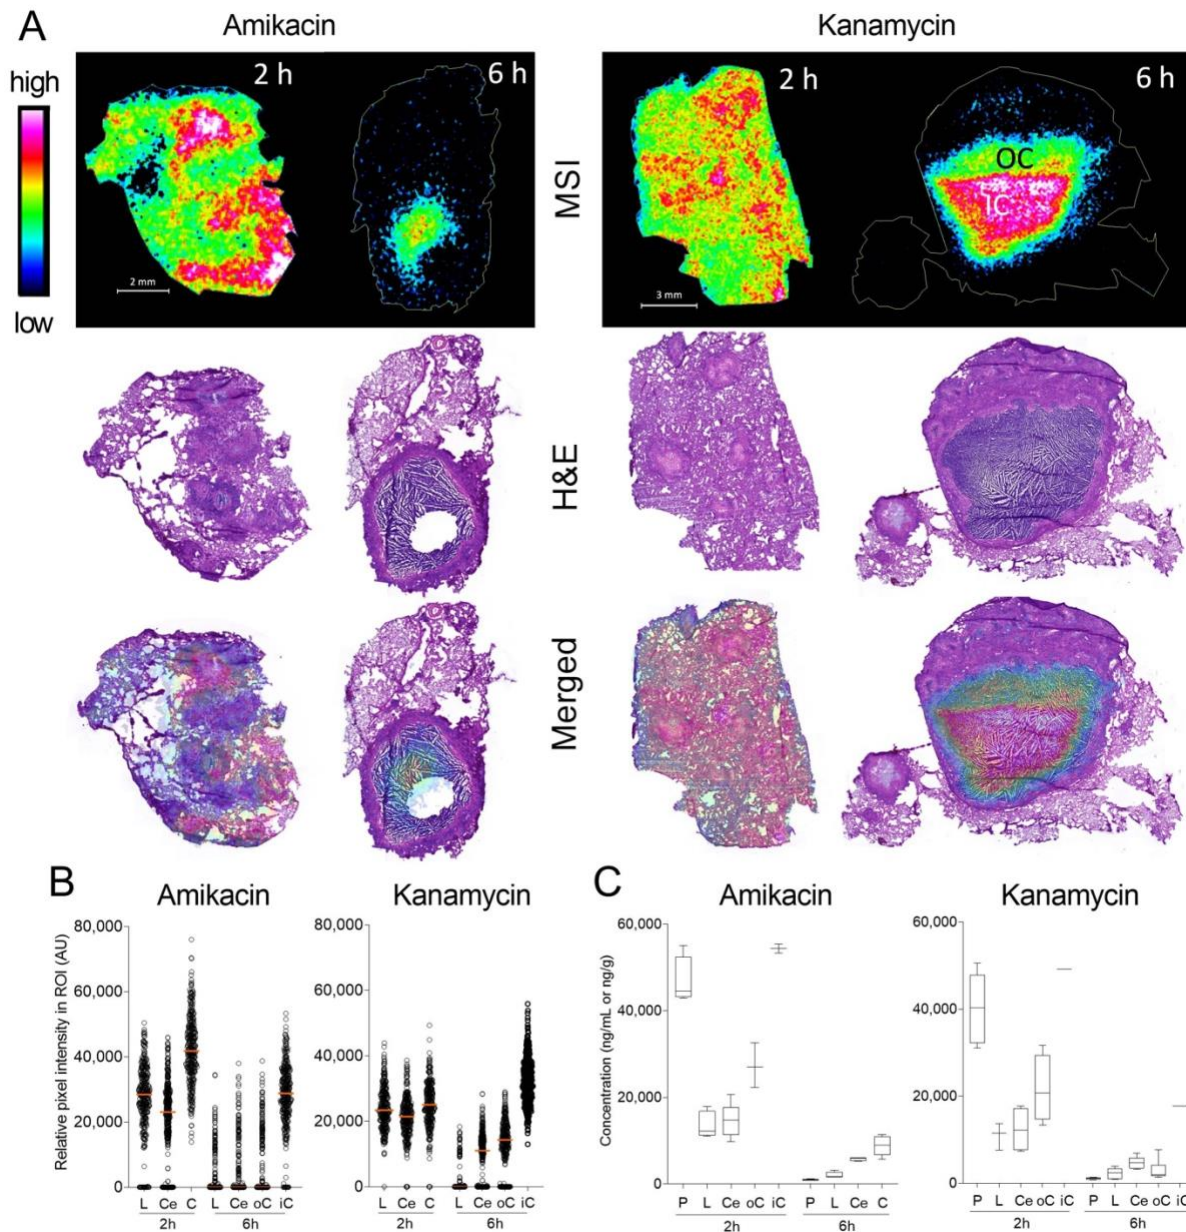 A
Amikacin
Kanamycin
high
low
2 h
6 h
2 mm
MSI
2 h
6 h
3 mm
OC
IC
H&E
Merged
B
Amikacin
Kanamycin
Relative pixel intensity in ROI (AU)
80,000
60,000
40,000
20,000
0
L Ce C L Ce oC iC
2h 6h
80,000
60,000
40,000
20,000
0
L Ce C L Ce oC iC
2h 6h
C
Amikacin
Kanamycin
Concentration (ng/mL or ng/g)
60,000
40,000
20,000
0
P L Ce oC iC P L Ce C
2h 6h
60,000
40,000
20,000
0
P L Ce oC iC P L Ce oC iC
2h 6h